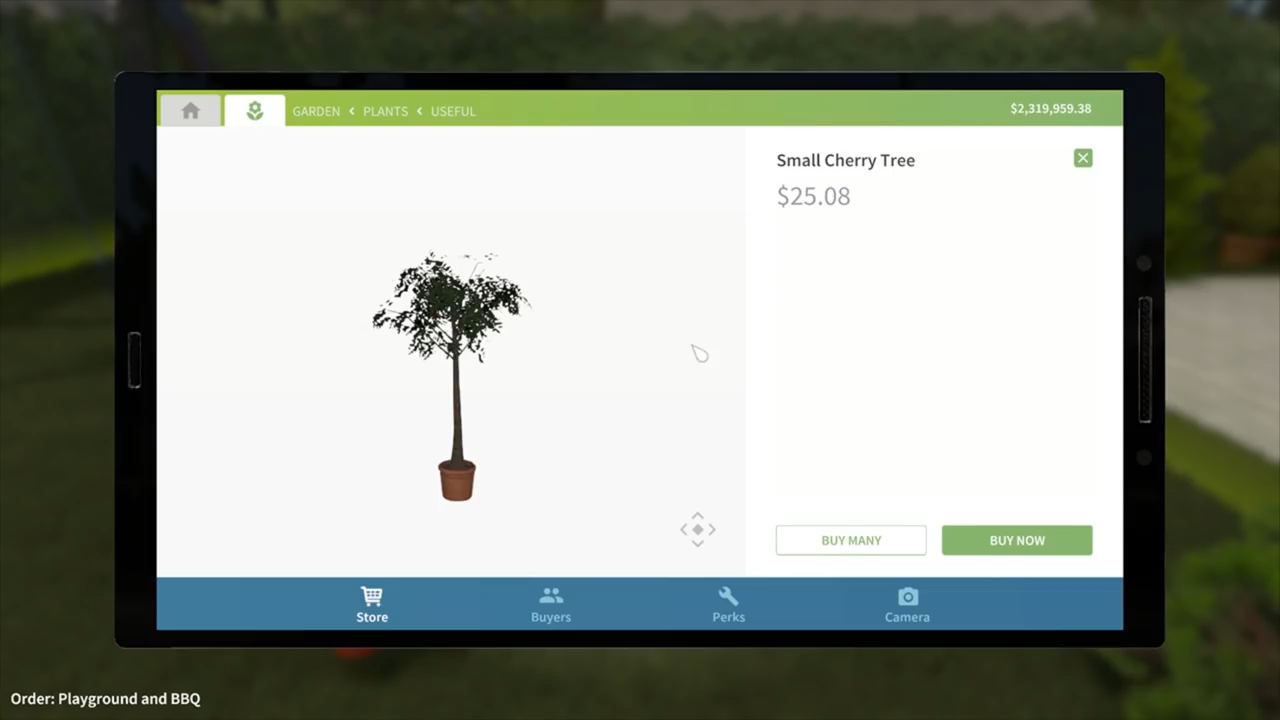 GARDEN < PLANTS < USEFUL
$2,319,959.38
Small Cherry Tree
$25.08
BUY MANY
BUY NOW
Store
Buyers
Perks
Camera
Order: Playground and BBQ